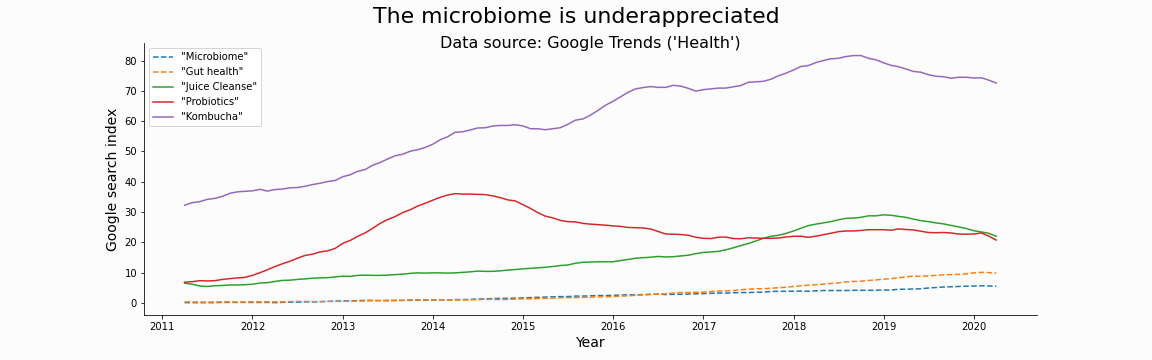 The microbiome is underappreciated
Data source: Google Trends ('Health')
"Microbiome"
"Gut health"
"Juice Cleanse"
"Probiotics"
"Kombucha"
Google search index
80
70
60
50
40
30
20
10
0
2011 2012 2013 2014 2015 2016 2017 2018 2019 2020
Year